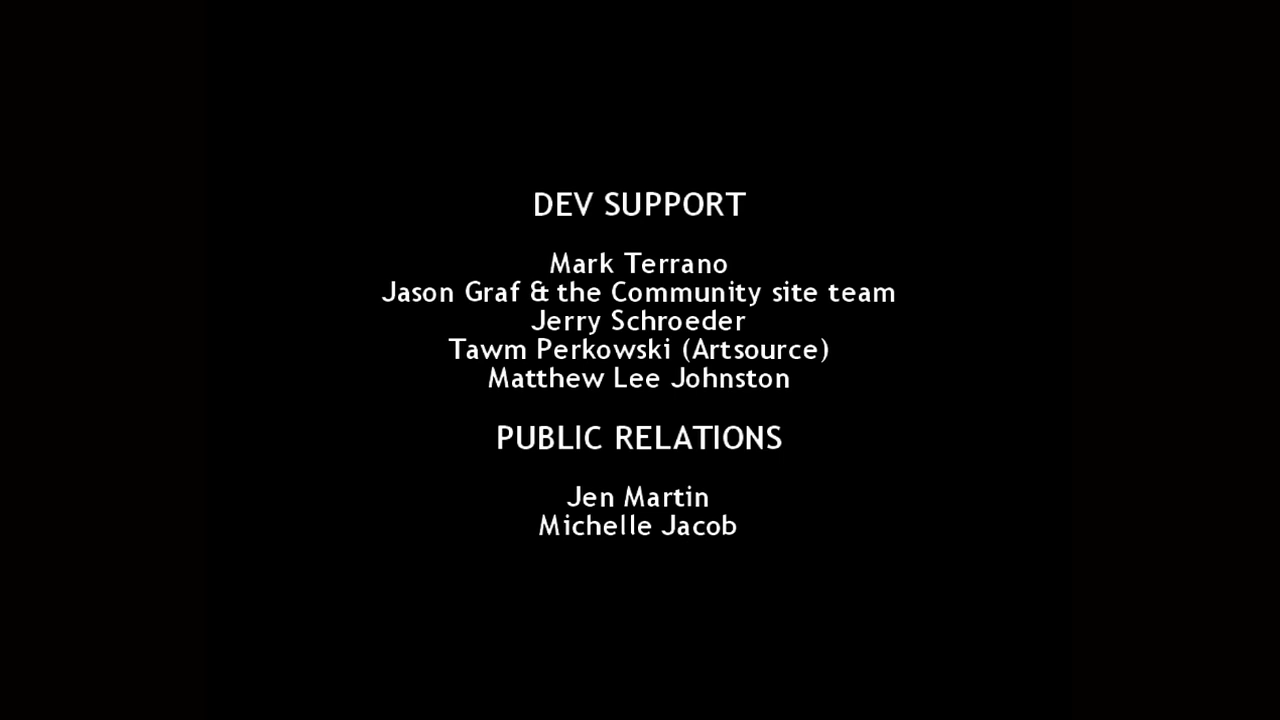 DEV SUPPORT
Mark Terrano
Jason Graf & the Community site team
Jerry Schroeder
Tawm Perkowski (Artsource)
Matthew Lee Johnston
PUBLIC RELATIONS
Jen Martin
Michelle Jacob